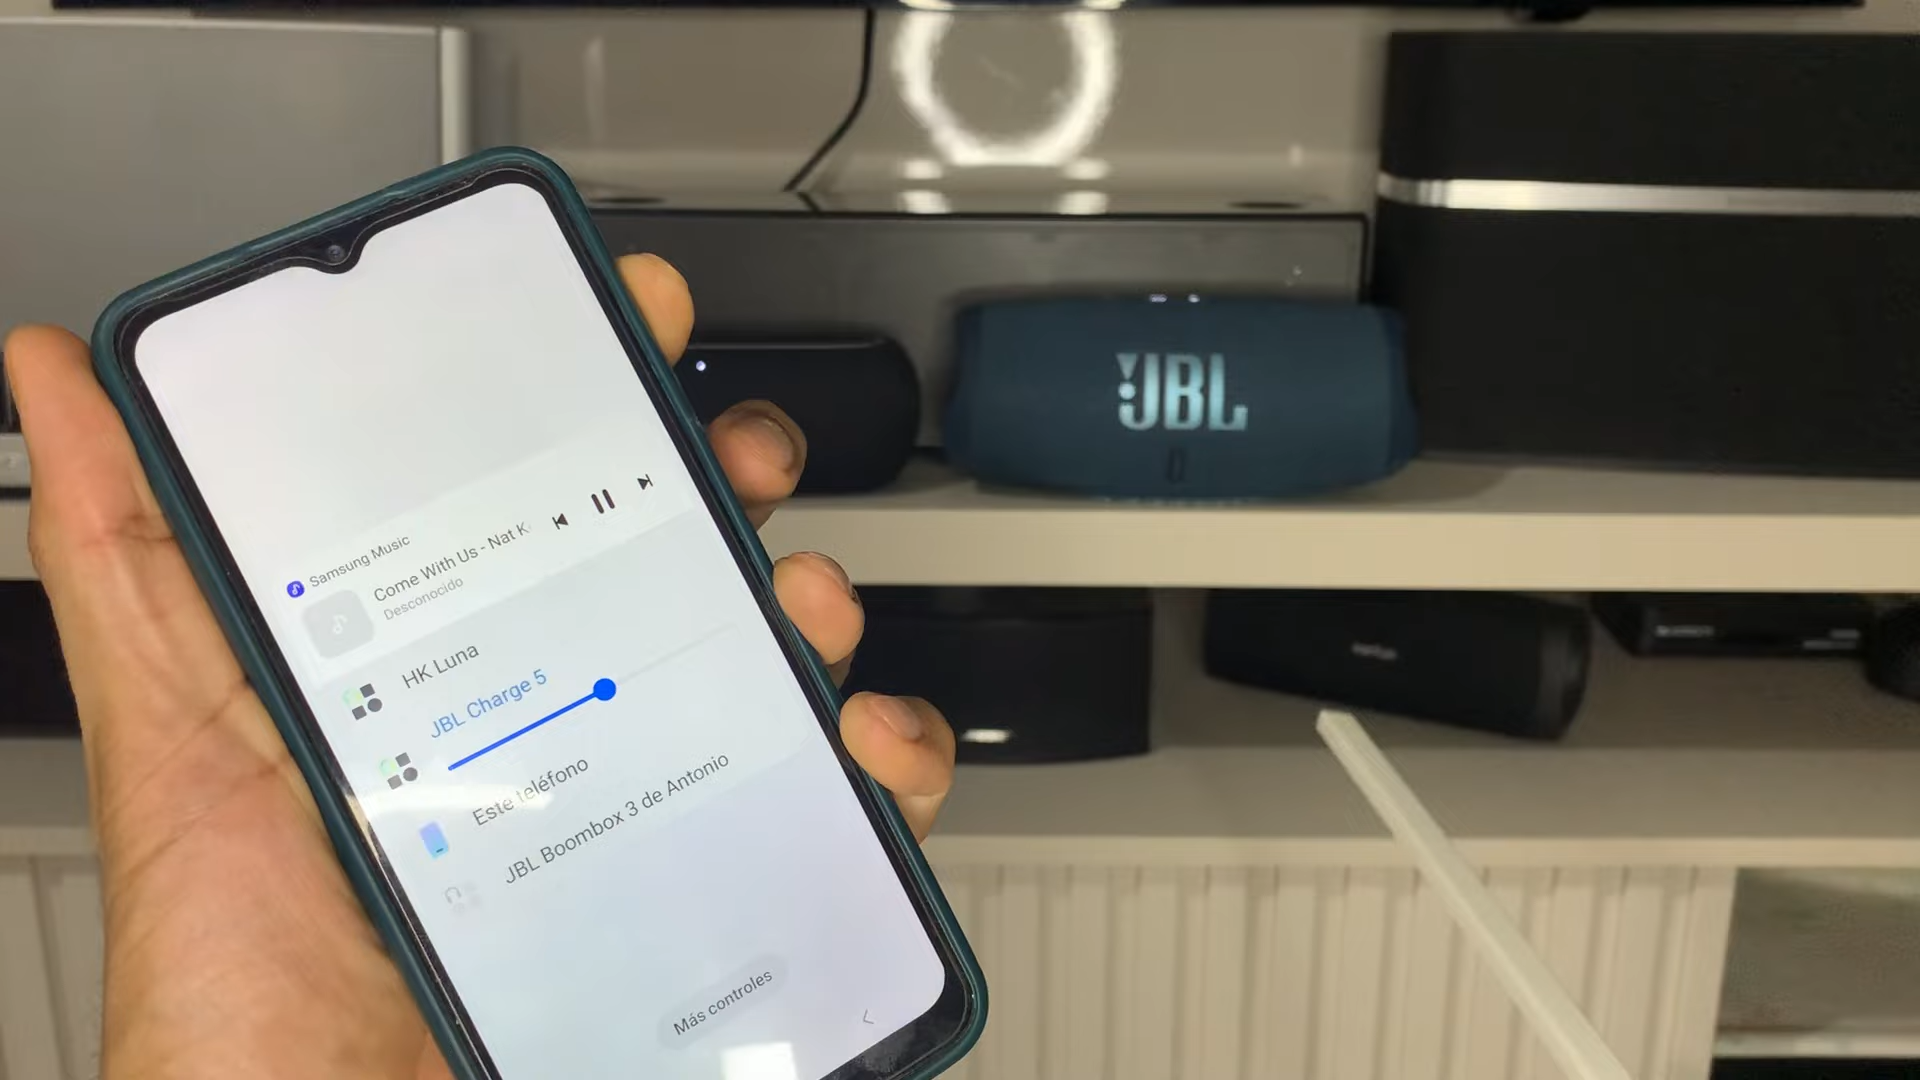 Samsung Music
Come With Us - Nat K
Desconocido
HK Luna
JBL Charge 5
Este teléfono
JBL Boombox 3 de Antonio
Más controles
JBL